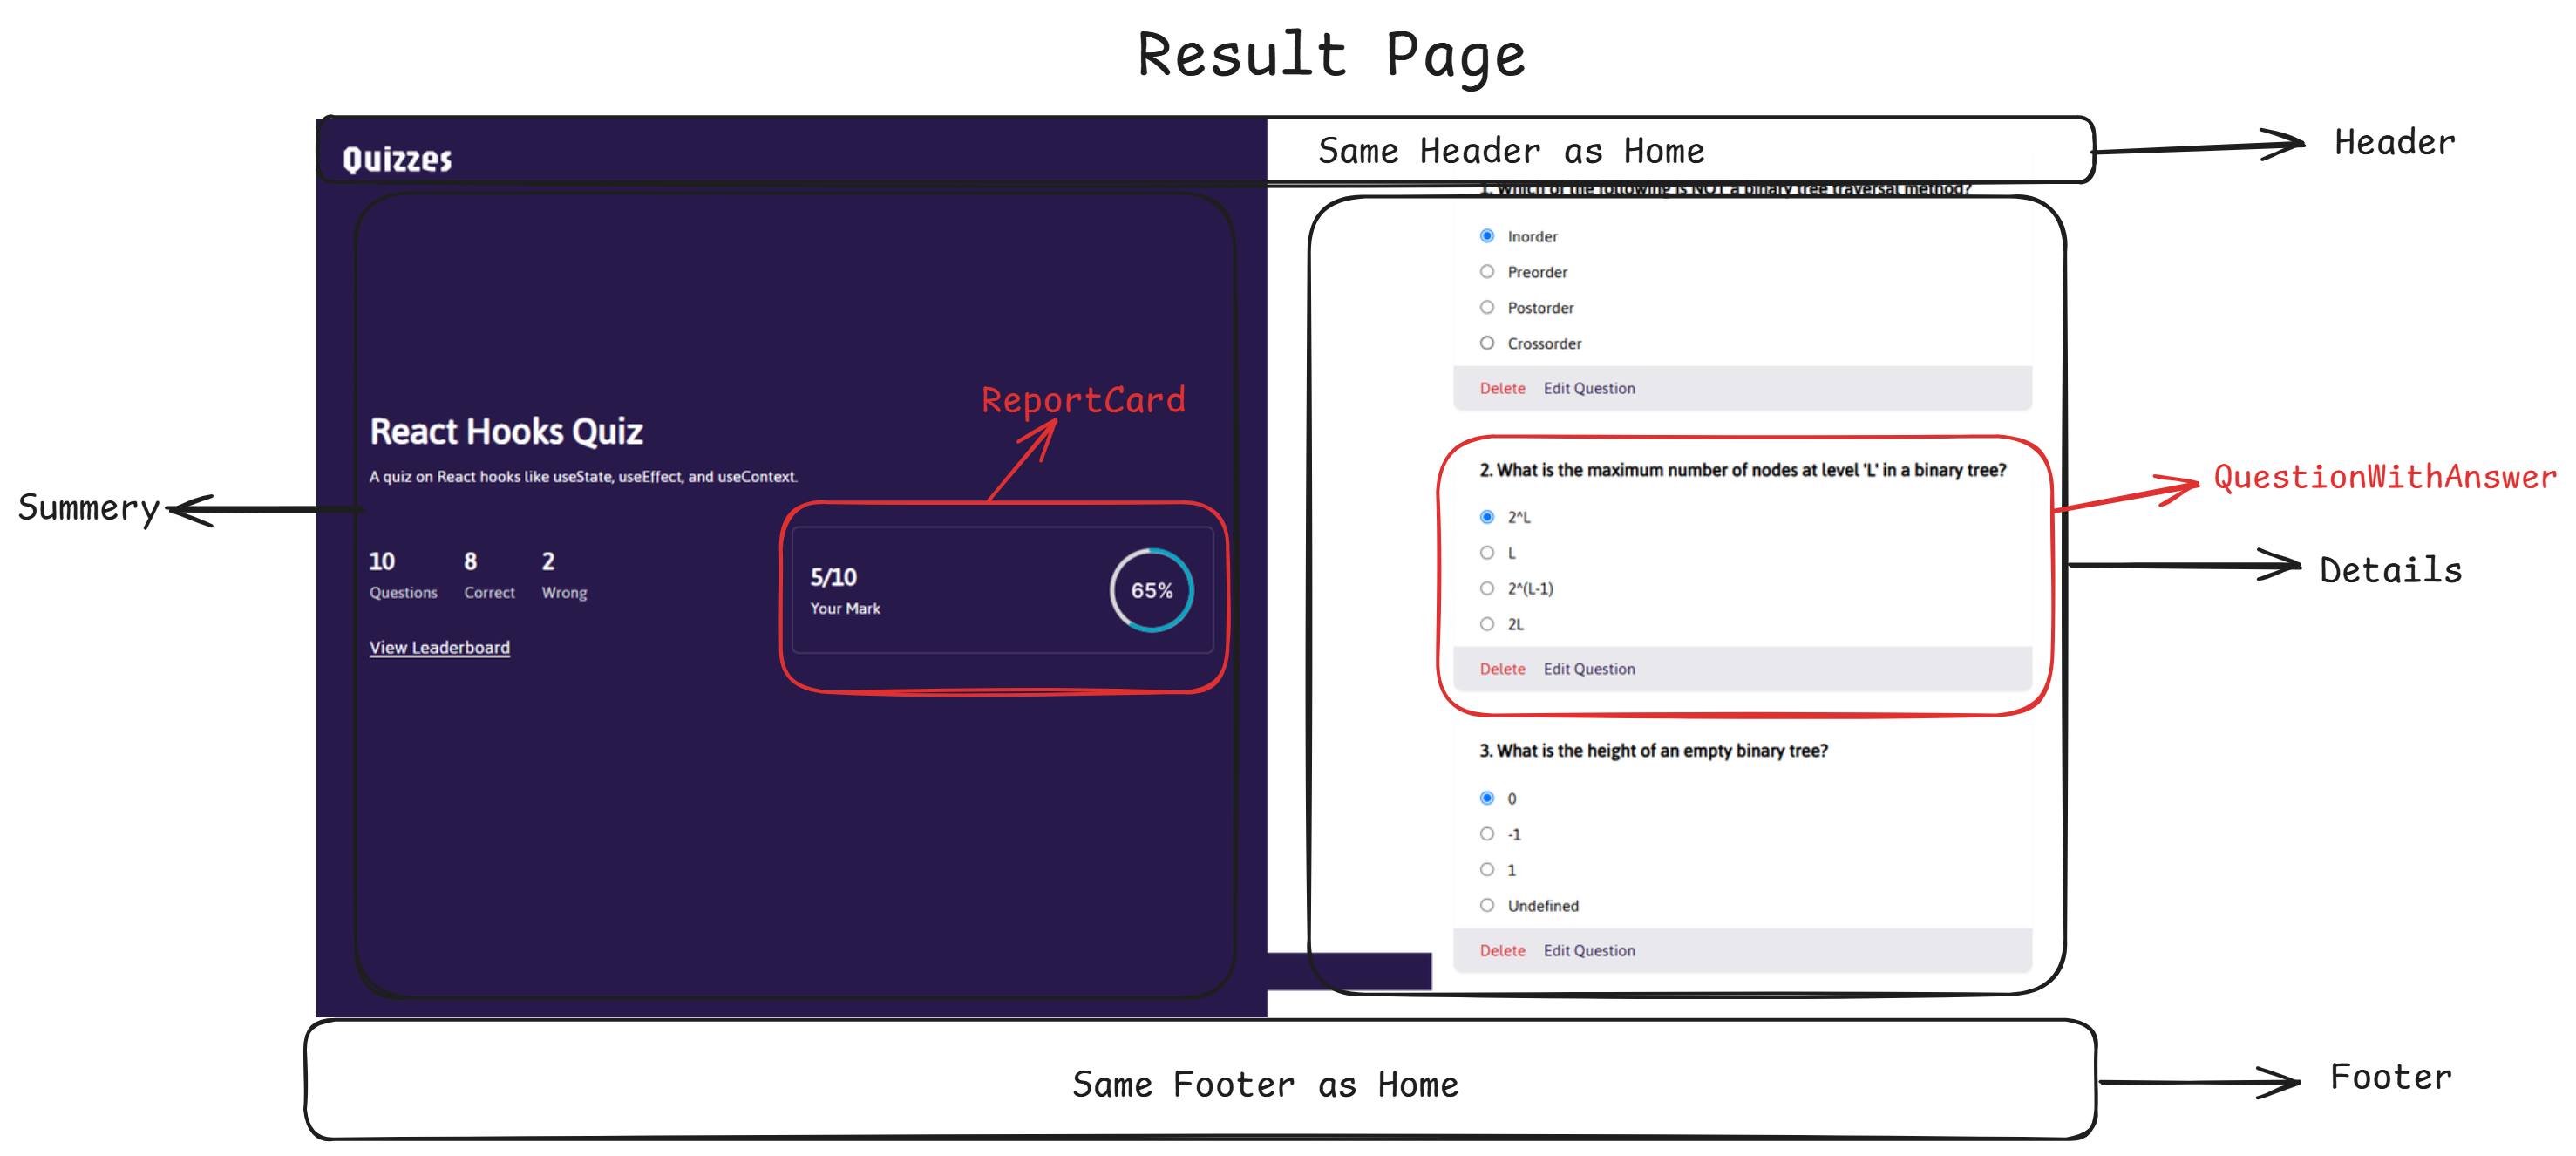 Result Page
Quizzes
Same Header as Home
Header
1. Which of the following is NOT a binary tree traversal method?
Inorder
Preorder
Postorder
Crossorder
Delete Edit Question
ReportCard
React Hooks Quiz
A quiz on React hooks like useState, useEffect, and useContext.
Summery
10 8 2
Questions Correct Wrong
View Leaderboard
5/10
Your Mark
65%
2. What is the maximum number of nodes at level 'L' in a binary tree?
QuestionWithAnswer
2^L
L
2^(L-1)
2L
Details
Delete Edit Question
3. What is the height of an empty binary tree?
0
-1
1
Undefined
Delete Edit Question
Same Footer as Home
Footer